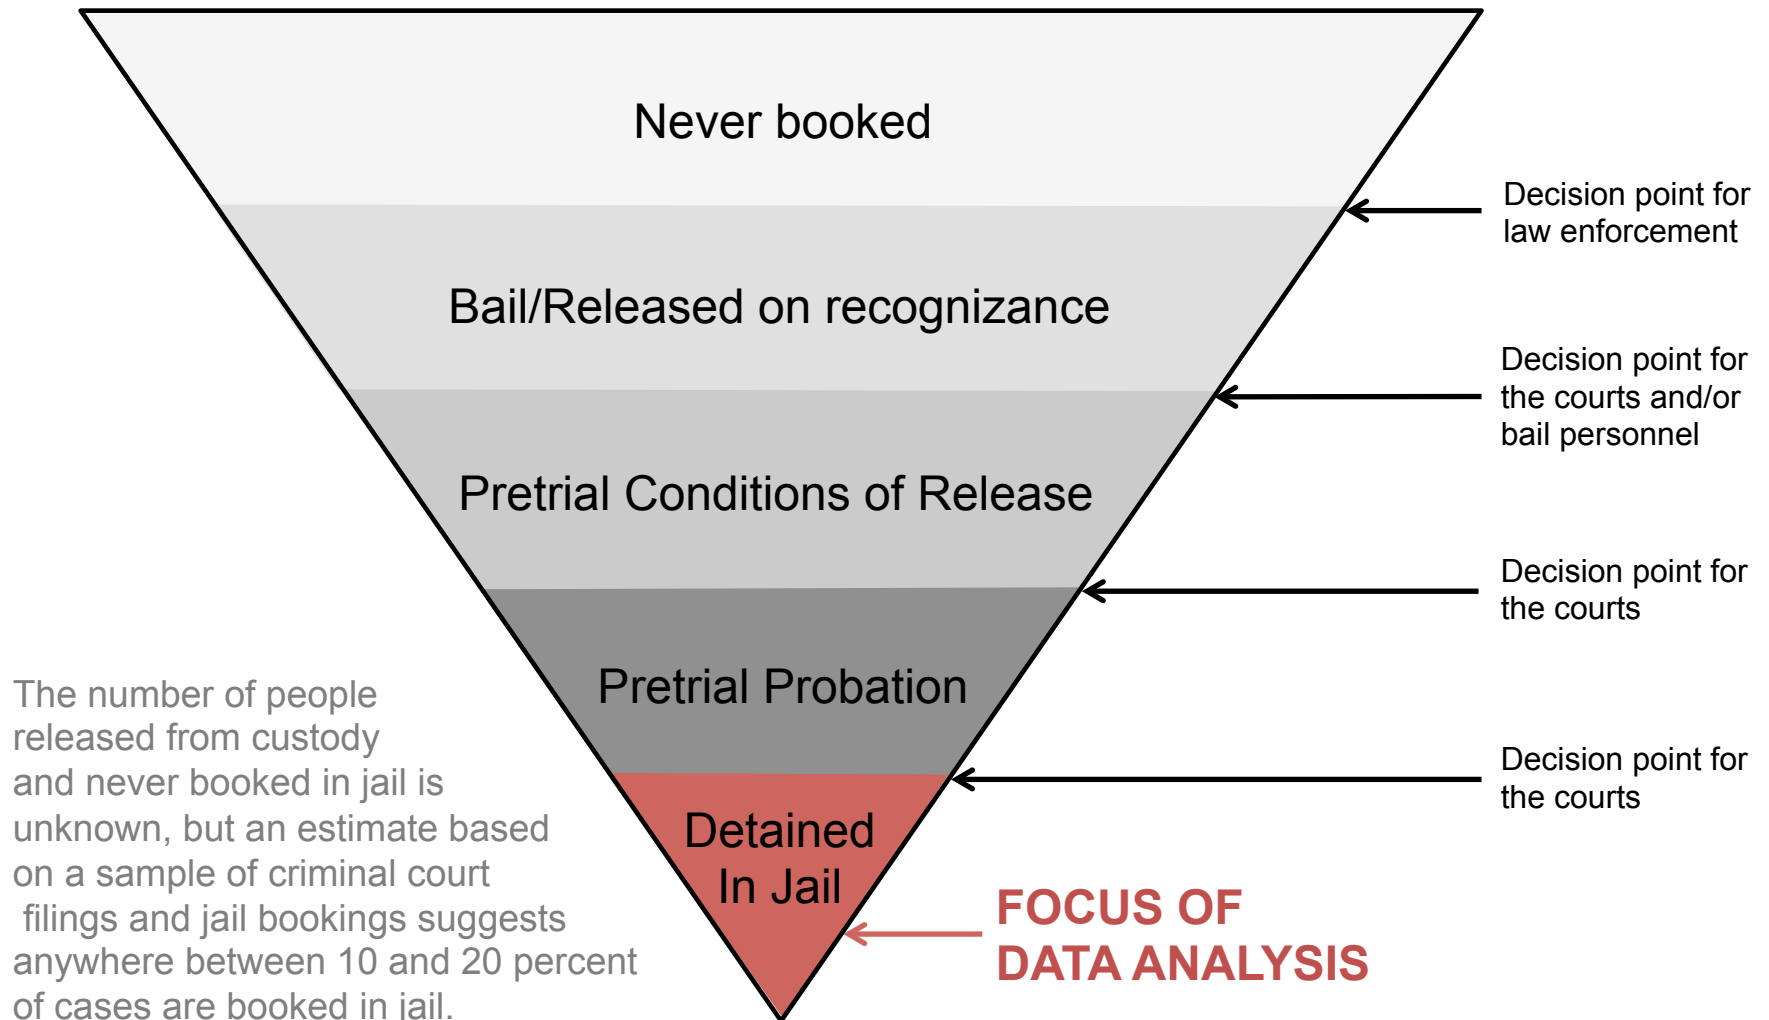 Never booked
Decision point for
law enforcement
Bail/Released on recognizance
Decision point for
the courts and/or
bail personnel
Pretrial Conditions of Release
Decision point for
the courts
Pretrial Probation
Decision point for
the courts
The number of people
released from custody
and never booked in jail is
unknown, but an estimate based
on a sample of criminal court
filings and jail bookings suggests
anywhere between 10 and 20 percent
of cases are booked in jail.
Detained
In Jail
FOCUS OF
DATA ANALYSIS